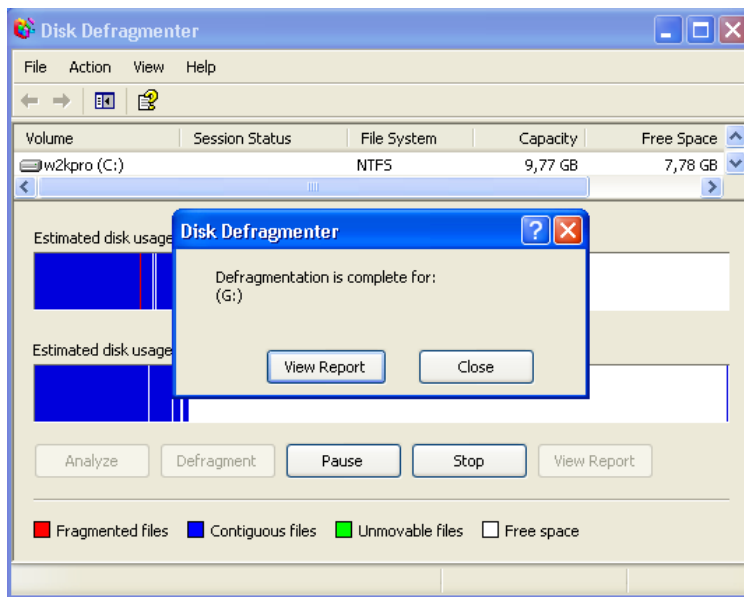 Disk Defragmenter
File Action View Help
Volume Session Status File System Capacity Free Space
w2kpro (C:) NTFS 9,77 GB 7,78 GB
Estimated disk usage
Disk Defragmenter
Defragmentation is complete for:
(G:)
View Report Close
Estimated disk usage
Analyze Defragment Pause Stop View Report
Fragmented files Contiguous files Unmovable files Free space